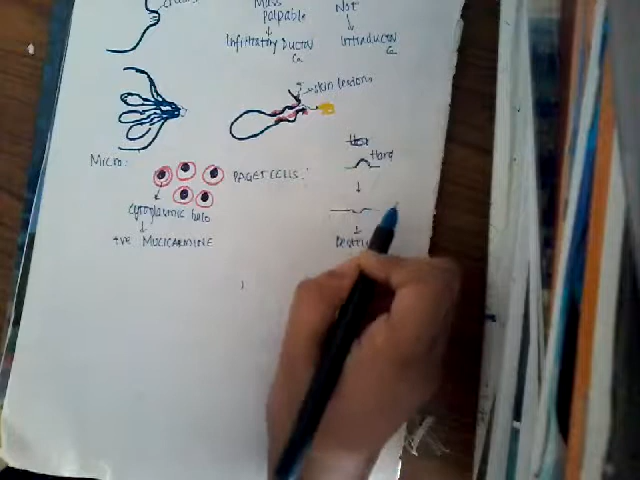 Mass
Not
Palpable
Infiltrating Ductal
Intraductal
Ca
Ca
skin lesions
Micro:
Hard
PAGET CELLS:
cytoplasmic halo
+ve MUCICARMINE